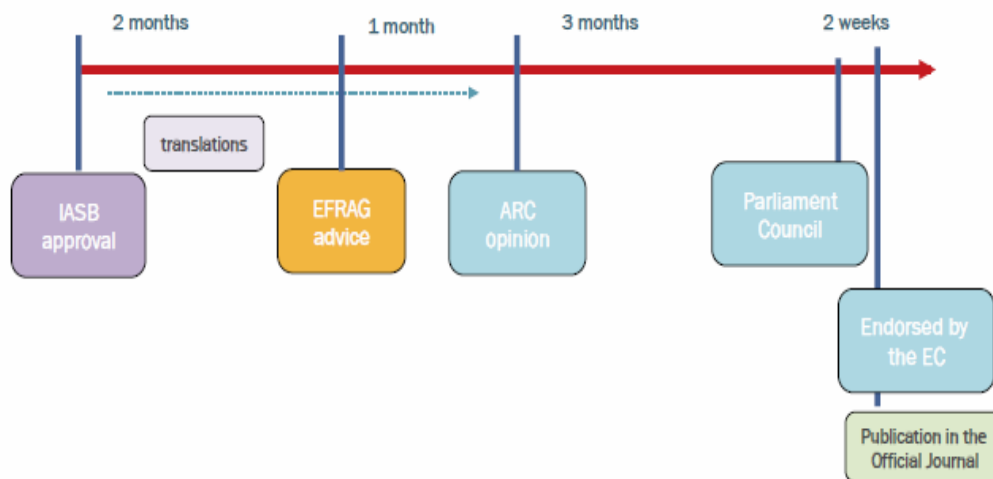 2 months
1 month
3 months
2 weeks
translations
IASB
approval
EFRAG
advice
ARC
opinion
Parliament
Council
Endorsed by
the EC
Publication in the
Official Journal